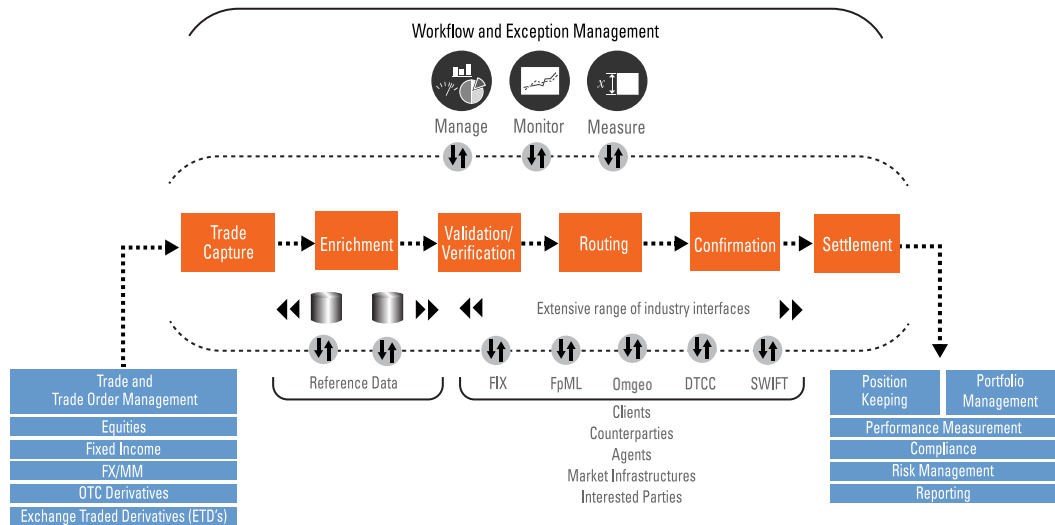 Workflow and Exception Management
x
Manage
Monitor
Measure
Trade
Capture
Enrichment
Validation/
Verification
Routing
Confirmation
Settlement
Extensive range of industry interfaces
Reference Data
FIX
FpML
Omgeo
DTCC
SWIFT
Clients
Counterparties
Agents
Market Infrastructures
Interested Parties
Trade and
Trade Order Management
Equities
Fixed Income
FX/MM
OTC Derivatives
Exchange Traded Derivatives (ETD's)
Position
Keeping
Portfolio
Management
Performance Measurement
Compliance
Risk Management
Reporting